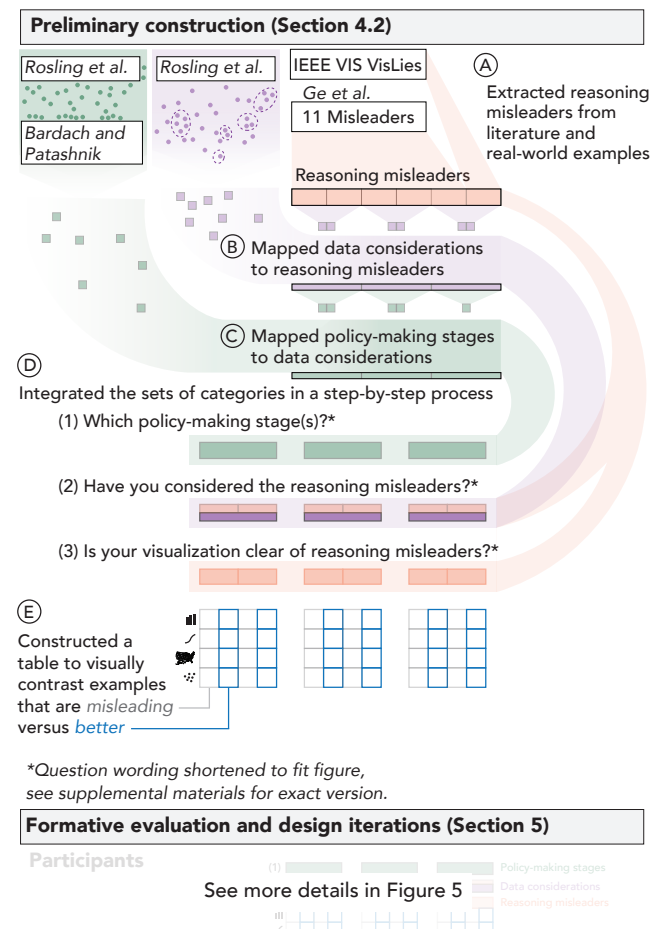 Preliminary construction (Section 4.2)
Rosling et al.
Bardach and
Patashnik
Rosling et al.
IEEE VIS VisLies
Ge et al.
11 Misleaders
A
Extracted reasoning
misleaders from
literature and
real-world examples
Reasoning misleaders
B Mapped data considerations
to reasoning misleaders
C Mapped policy-making stages
to data considerations
D
Integrated the sets of categories in a step-by-step process
(1) Which policy-making stage(s)?*
(2) Have you considered the reasoning misleaders?*
(3) Is your visualization clear of reasoning misleaders?*
E
Constructed a
table to visually
contrast examples
that are misleading
versus better
*Question wording shortened to fit figure,
see supplemental materials for exact version.
Formative evaluation and design iterations (Section 5)
Participants
(1)
Policy-making stages
See more details in Figure 5
Data considerations
Reasoning misleaders